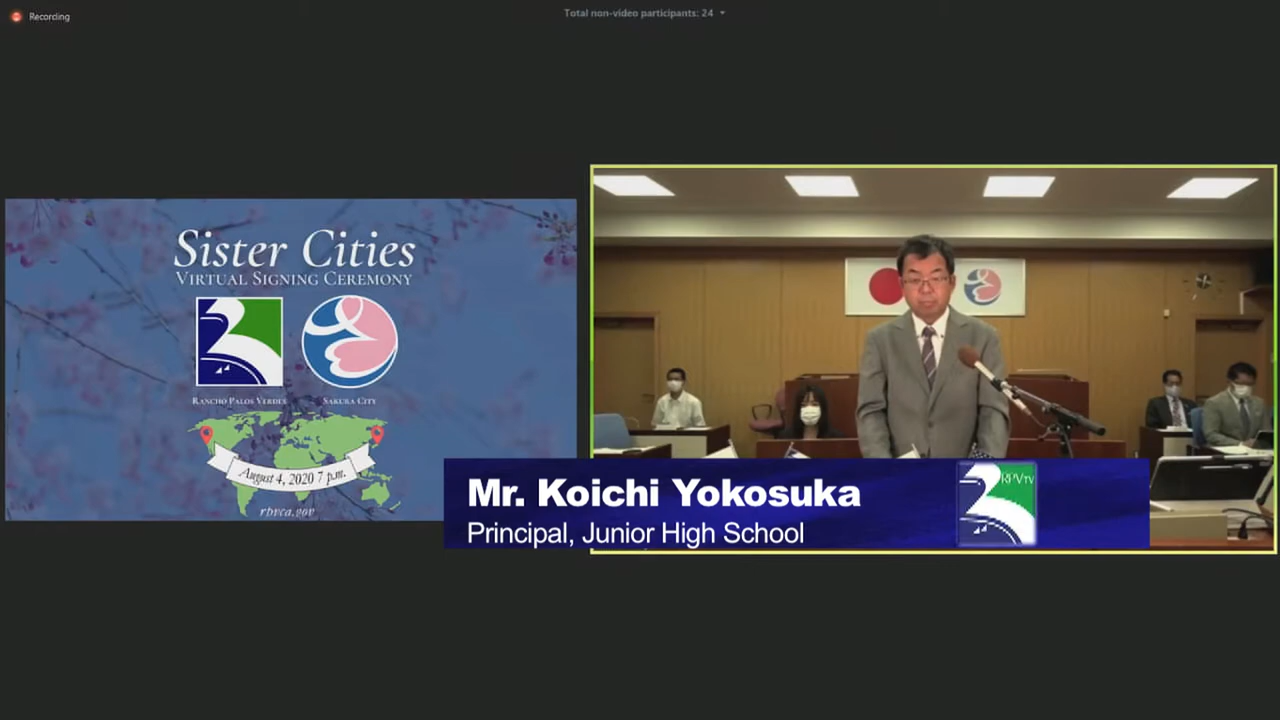 Recording
Total non-video participants: 24
Sister Cities
VIRTUAL SIGNING CEREMONY
RANCHO PALOS VERDES
SAKURA CITY
August 4, 2020 7 p.m.
rpvca.gov
Mr. Koichi Yokosuka
Principal, Junior High School
RPVTV